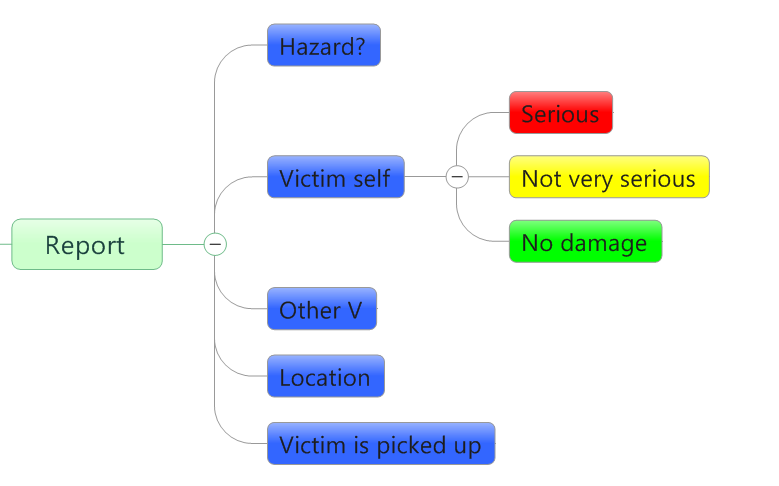 Hazard?
Serious
Victim self
Not very serious
No damage
Report
Other V
Location
Victim is picked up